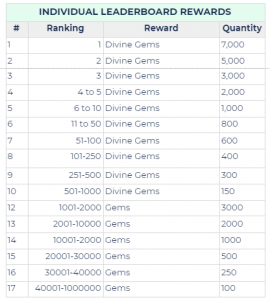 INDIVIDUAL LEADERBOARD REWARDS
# Ranking Reward Quantity
1 1 Divine Gems 7,000
2 2 Divine Gems 5,000
3 3 Divine Gems 3,000
4 4 to 5 Divine Gems 2,000
5 6 to 10 Divine Gems 1,000
6 11 to 50 Divine Gems 800
7 51-100 Divine Gems 600
8 101-250 Divine Gems 400
9 251-500 Divine Gems 300
10 501-1000 Divine Gems 150
12 1001-2000 Gems 3000
13 2001-10000 Gems 2000
14 10001-2000 Gems 1000
15 20001-30000 Gems 500
16 30001-40000 Gems 250
17 40001-1000000 Gems 100